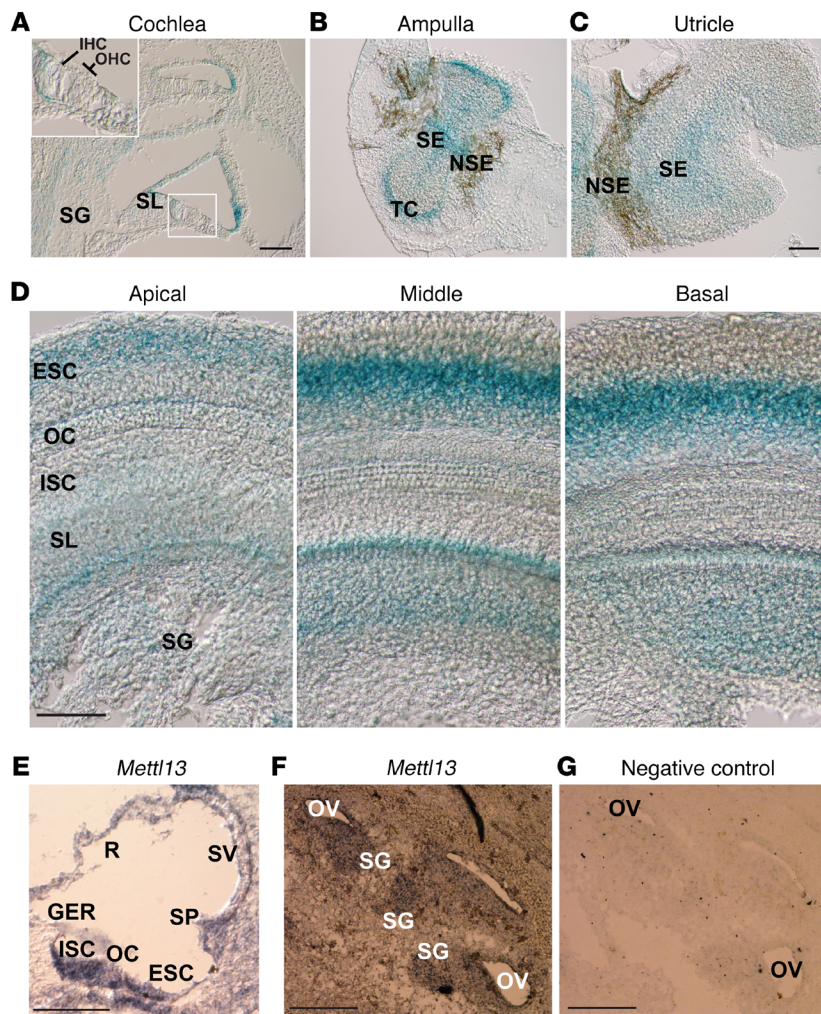 A Cochlea
IHC
OHC
SG
SL
B Ampulla
SE
NSE
TC
C Utricle
NSE
SE
D Apical Middle Basal
ESC
OC
ISC
SL
SG
E Mettl13
R
SV
GER
SP
ISC
OC
ESC
F Mettl13
OV
SG
SG
SG
OV
G Negative control
OV
OV